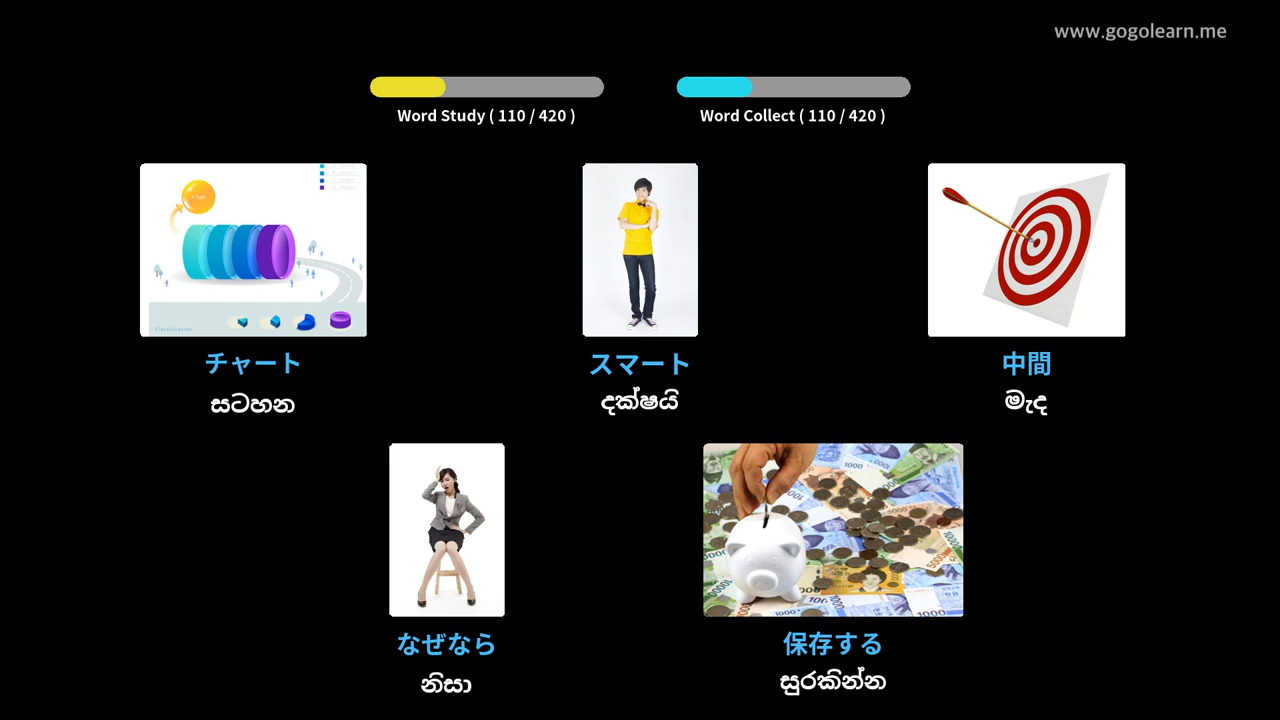 www.gogolearn.me
Word Study ( 110 / 420 )
Word Collect ( 110 / 420 )
チャート
スマート
中間
සටහන
දක්ෂයි
මැද
なぜなら
保存する
නිසා
සුරකින්න
Classification